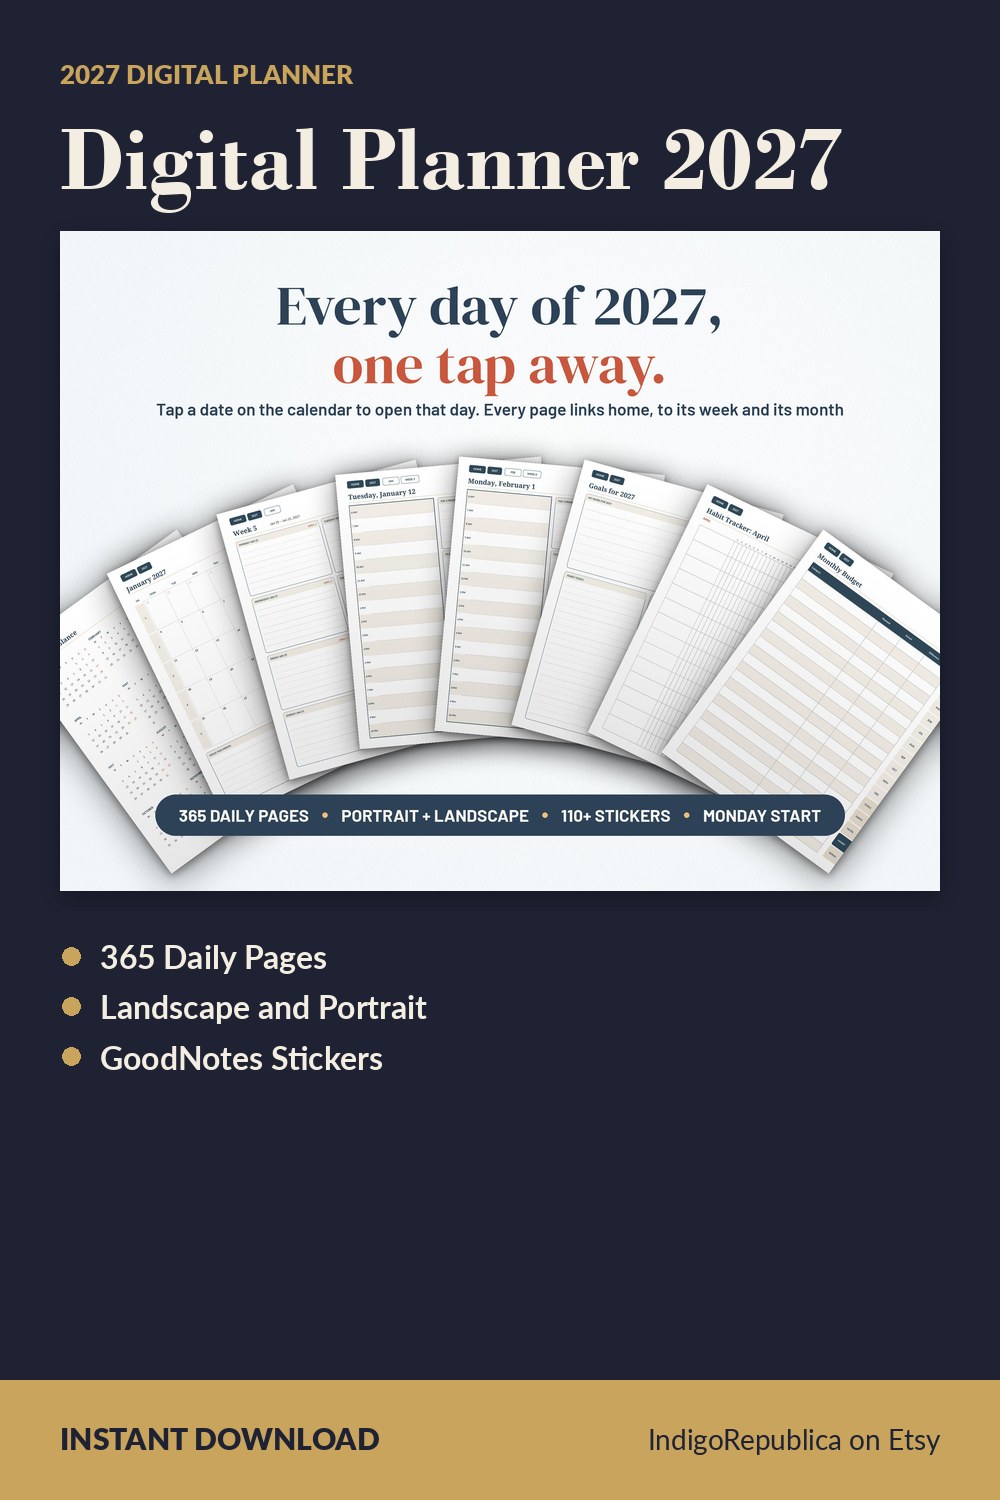 2027 DIGITAL PLANNER
Digital Planner 2027
Every day of 2027,
one tap away.
Tap a date on the calendar to open that day. Every page links home, to its week and its month
January 2027
Week 5
Tuesday, January 12
Monday, February 1
Goals for 2027
Habit Tracker: April
Monthly Budget
365 DAILY PAGES • PORTRAIT + LANDSCAPE • 110+ STICKERS • MONDAY START
365 Daily Pages
Landscape and Portrait
GoodNotes Stickers
INSTANT DOWNLOAD
IndigoRepublica on Etsy